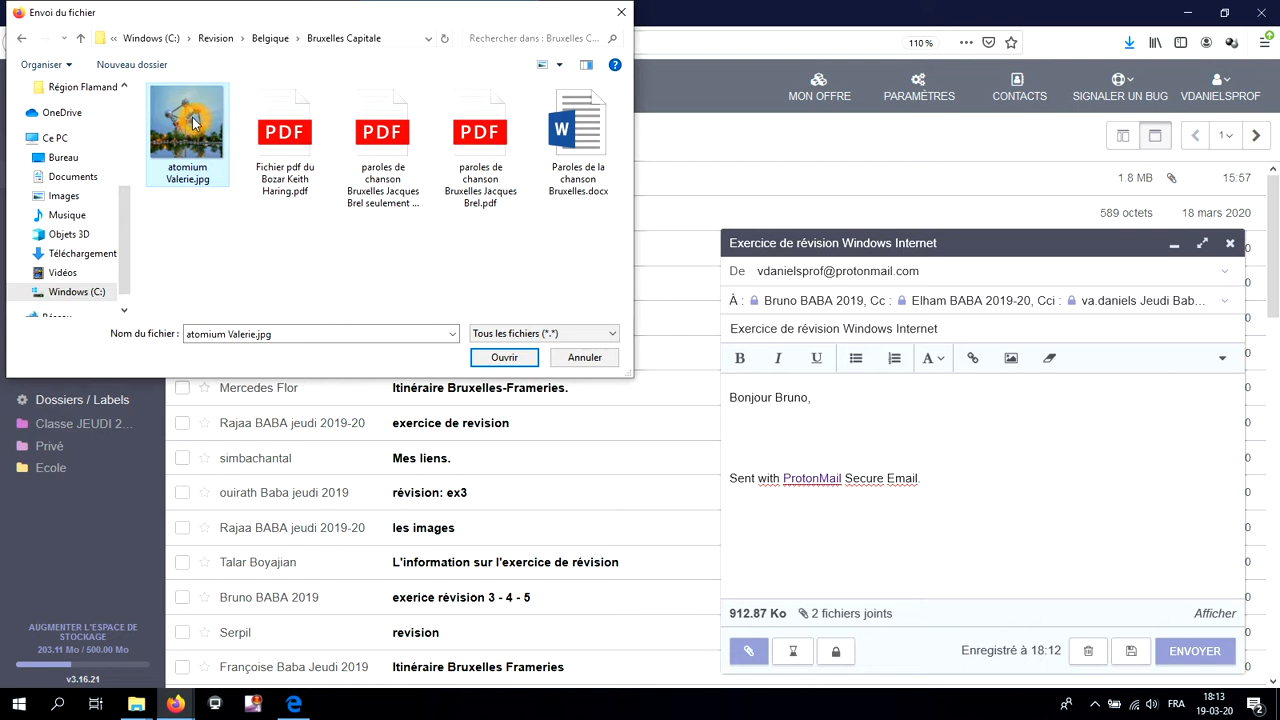 Envoi du fichier
Windows (C:) › Revision › Belgique › Bruxelles Capitale
Rechercher dans : Bruxelles C...
Organiser
Nouveau dossier
Région Flamand
OneDrive
Ce PC
Bureau
Documents
Images
Musique
Objets 3D
Téléchargement
Vidéos
Windows (C:)
atomium
Valerie.jpg
PDF
Fichier pdf du
Bozar Keith
Haring.pdf
PDF
paroles de
chanson
Bruxelles Jacques
Brel seulement ...
PDF
paroles de
chanson
Bruxelles Jacques
Brel.pdf
W
Paroles de la
chanson
Bruxelles.docx
Nom du fichier :
atomium Valerie.jpg
Tous les fichiers (*.*)
Ouvrir
Annuler
110 %
MON OFFRE
PARAMÈTRES
CONTACTS
SIGNALER UN BUG
VDANIELSPROF
1
1.8 MB
15:57
589 octets
18 mars 2020
Exercice de révision Windows Internet
De vdanielsprof@protonmail.com
À : Bruno BABA 2019, Cc : Elham BABA 2019-20, Cci : va.daniels Jeudi Bab...
Exercice de révision Windows Internet
B I U A
Bonjour Bruno,
Sent with ProtonMail Secure Email.
912.87 Ko
2 fichiers joints
Afficher
Enregistré à 18:12
ENVOYER
Dossiers / Labels
Classe JEUDI 2...
Privé
Ecole
AUGMENTER L'ESPACE DE
STOCKAGE
203.11 Mo / 500.00 Mo
v3.16.21
Mercedes Flor Itinéraire Bruxelles-Frameries.
Rajaa BABA jeudi 2019-20 exercice de revision
simbachantal Mes liens.
ouirath Baba jeudi 2019 révision: ex3
Rajaa BABA jeudi 2019-20 les images
Talar Boyajian L'information sur l'exercice de révision
Bruno BABA 2019 exerice révision 3 - 4 - 5
Serpil revision
Françoise Baba Jeudi 2019 Itinéraire Bruxelles Frameries
FRA
18:13
19-03-20
2